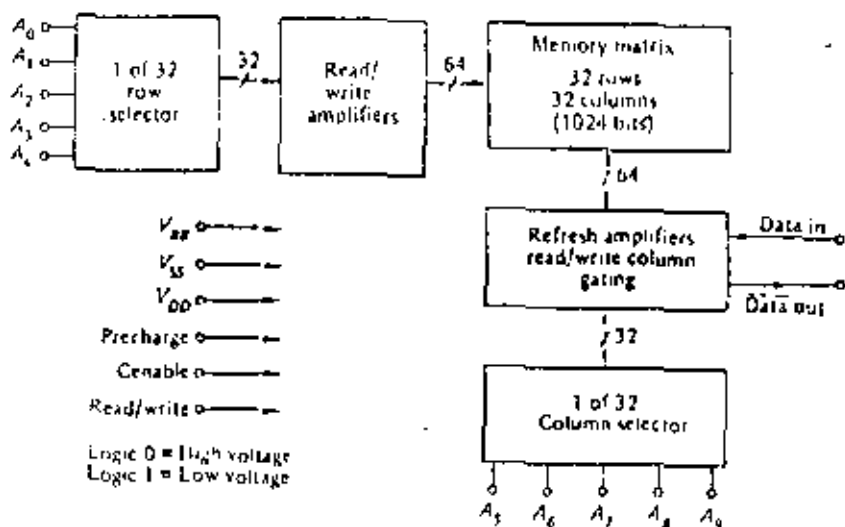 A0
A1
A2
A3
A4
1 of 32
row
selector
32
Read/
write
amplifiers
64
Memory matrix
32 rows
32 columns
(1024 bits)
64
VBB
VSS
VDD
Precharge
Cenable
Read/write
Logic 0 = High voltage
Logic 1 = Low voltage
Refresh amplifiers
read/write column
gating
Data in
Data out
32
1 of 32
Column selector
A5
A6
A7
A8
A9